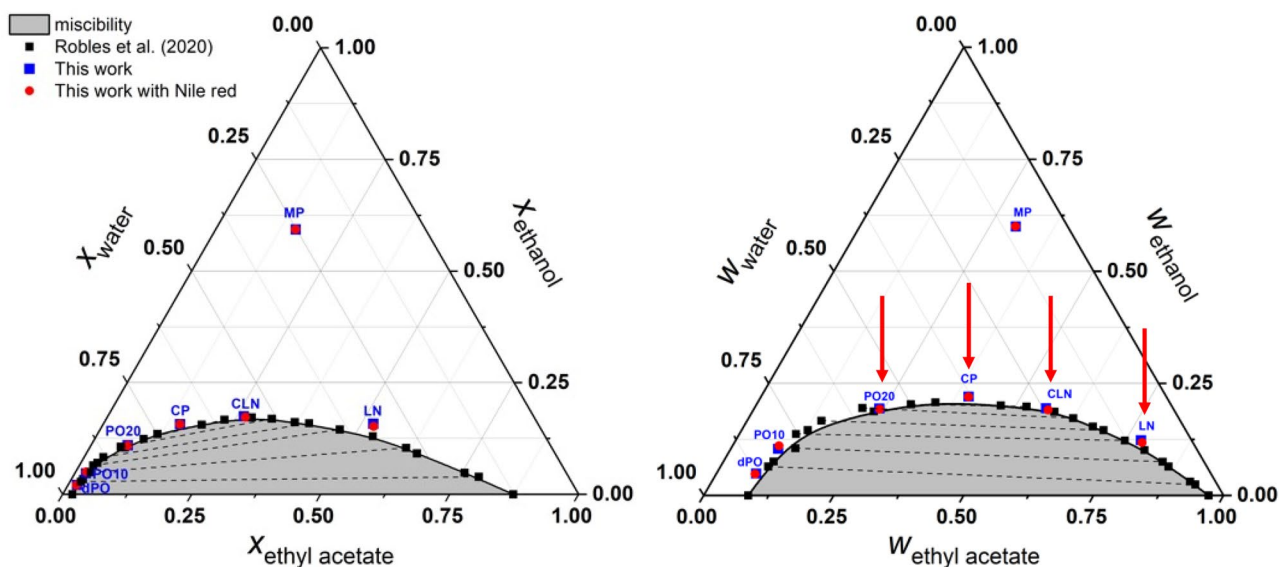 miscibility
Robles et al. (2020)
This work
This work with Nile red
0.00
1.00
0.25
0.75
MP
x water
x ethanol
0.50
0.50
0.75
0.25
CLN
CP
LN
PO20
1.00
PO10
dPO
0.00
0.00
0.25
0.50
0.75
1.00
x ethyl acetate
0.00
1.00
0.25
0.75
MP
w water
w ethanol
0.50
0.50
0.75
0.25
CP
PO20
CLN
LN
PO10
dPO
1.00
0.00
0.00
0.25
0.50
0.75
1.00
w ethyl acetate